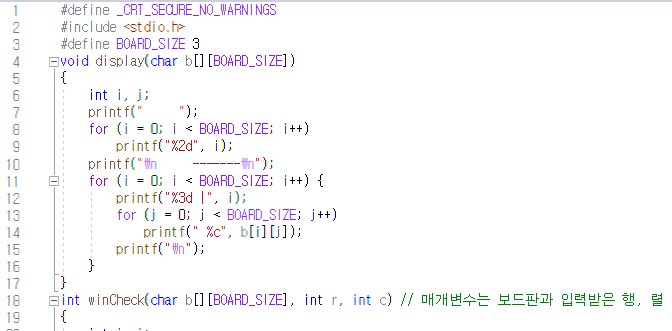 1 #define _CRT_SECURE_NO_WARNINGS
2 #include <stdio.h>
3 #define BOARD_SIZE 3
4 void display(char b[][BOARD_SIZE])
5 {
6 int i, j;
7 printf("     ");
8 for (i = 0; i < BOARD_SIZE; i++)
9 printf("%2d", i);
10 printf("₩n     -------₩n");
11 for (i = 0; i < BOARD_SIZE; i++) {
12 printf("%3d |", i);
13 for (j = 0; j < BOARD_SIZE; j++)
14 printf(" %c", b[i][j]);
15 printf("₩n");
16 }
17 }
18 int winCheck(char b[][BOARD_SIZE], int r, int c) // 매개변수는 보드판과 입력받은 행, 렬
19 {